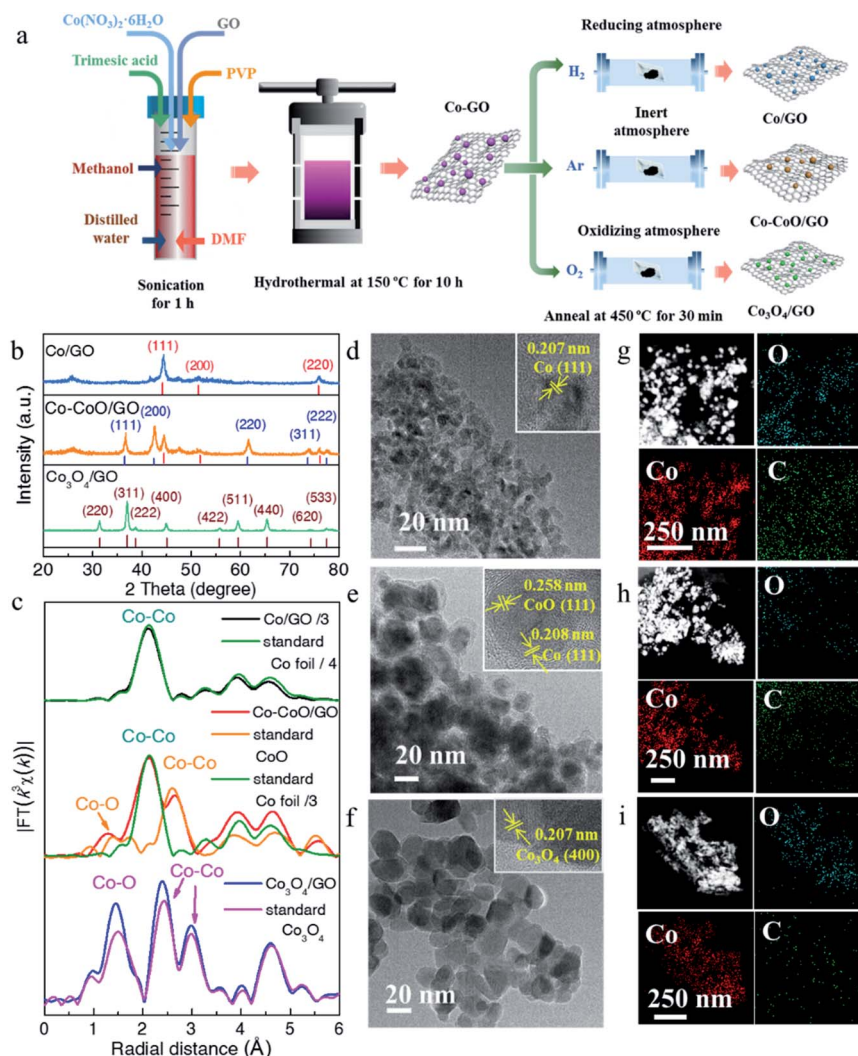 a
Co(NO₃)₂·6H₂O
GO
Trimesic acid
PVP
Methanol
Distilled
water
DMF
Sonication
for 1 h
Hydrothermal at 150 °C for 10 h
Co-GO
Reducing atmosphere
H₂
Co/GO
Inert
atmosphere
Ar
Co-CoO/GO
Oxidizing atmosphere
O₂
Co₃O₄/GO
Anneal at 450 °C for 30 min
b
Intensity (a.u.)
Co/GO
(111)
(200)
(220)
Co-CoO/GO
(111)
(200)
(220)
(311)
(222)
Co₃O₄/GO
(220)
(311)
(222)
(400)
(422)
(511)
(440)
(620)
(533)
20 30 40 50 60 70 80
2 Theta (degree)
c
|FT(k³χ(k))|
Co–Co
Co/GO /3
standard
Co foil / 4
Co–Co
Co–Co
Co–O
Co–CoO/GO
standard
CoO
standard
Co foil /3
Co–O
Co–Co
Co₃O₄/GO
standard
Co₃O₄
0 1 2 3 4 5 6
Radial distance (Å)
d
0.207 nm
Co (111)
20 nm
e
0.258 nm
CoO (111)
0.208 nm
Co (111)
20 nm
f
0.207 nm
Co₃O₄ (400)
20 nm
g
O
Co
250 nm
C
h
O
Co
250 nm
C
i
O
Co
250 nm
C